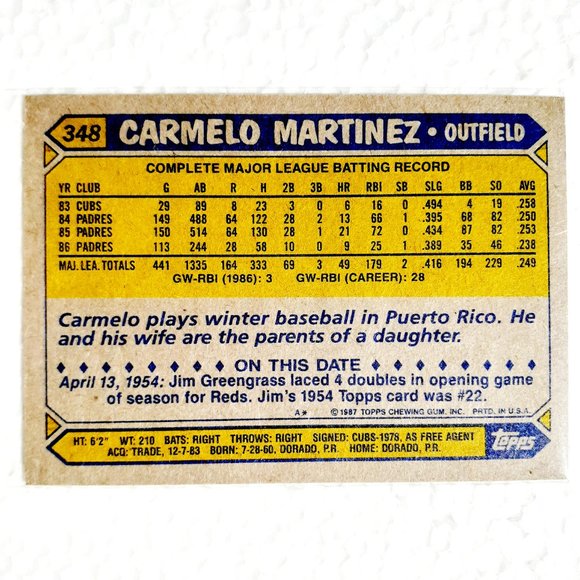 348 CARMELO MARTINEZ • OUTFIELD
COMPLETE MAJOR LEAGUE BATTING RECORD
YR CLUB G AB R H 2B 3B HR RBI SB SLG BB SO AVG
83 CUBS 29 89 8 23 3 0 6 16 0 .494 4 19 .258
84 PADRES 149 488 64 122 28 2 13 66 1 .395 68 82 .250
85 PADRES 150 514 64 130 28 1 21 72 0 .434 87 82 .253
86 PADRES 113 244 28 58 10 0 9 25 1 .389 35 46 .238
MAJ. LEA. TOTALS 441 1335 164 333 69 3 49 179 2 .416 194 229 .249
GW-RBI (1986): 3 GW-RBI (CAREER): 28
Carmelo plays winter baseball in Puerto Rico. He
and his wife are the parents of a daughter.
ON THIS DATE
April 13, 1954: Jim Greengrass laced 4 doubles in opening game
of season for Reds. Jim's 1954 Topps card was #22.
A* © 1987 TOPPS CHEWING GUM, INC. PRTD. IN U.S.A.
HT: 6'2" WT: 210 BATS: RIGHT THROWS: RIGHT SIGNED: CUBS-1978, AS FREE AGENT
ACQ: TRADE, 12-7-83 BORN: 7-28-60, DORADO, P.R. HOME: DORADO, P.R.
Topps